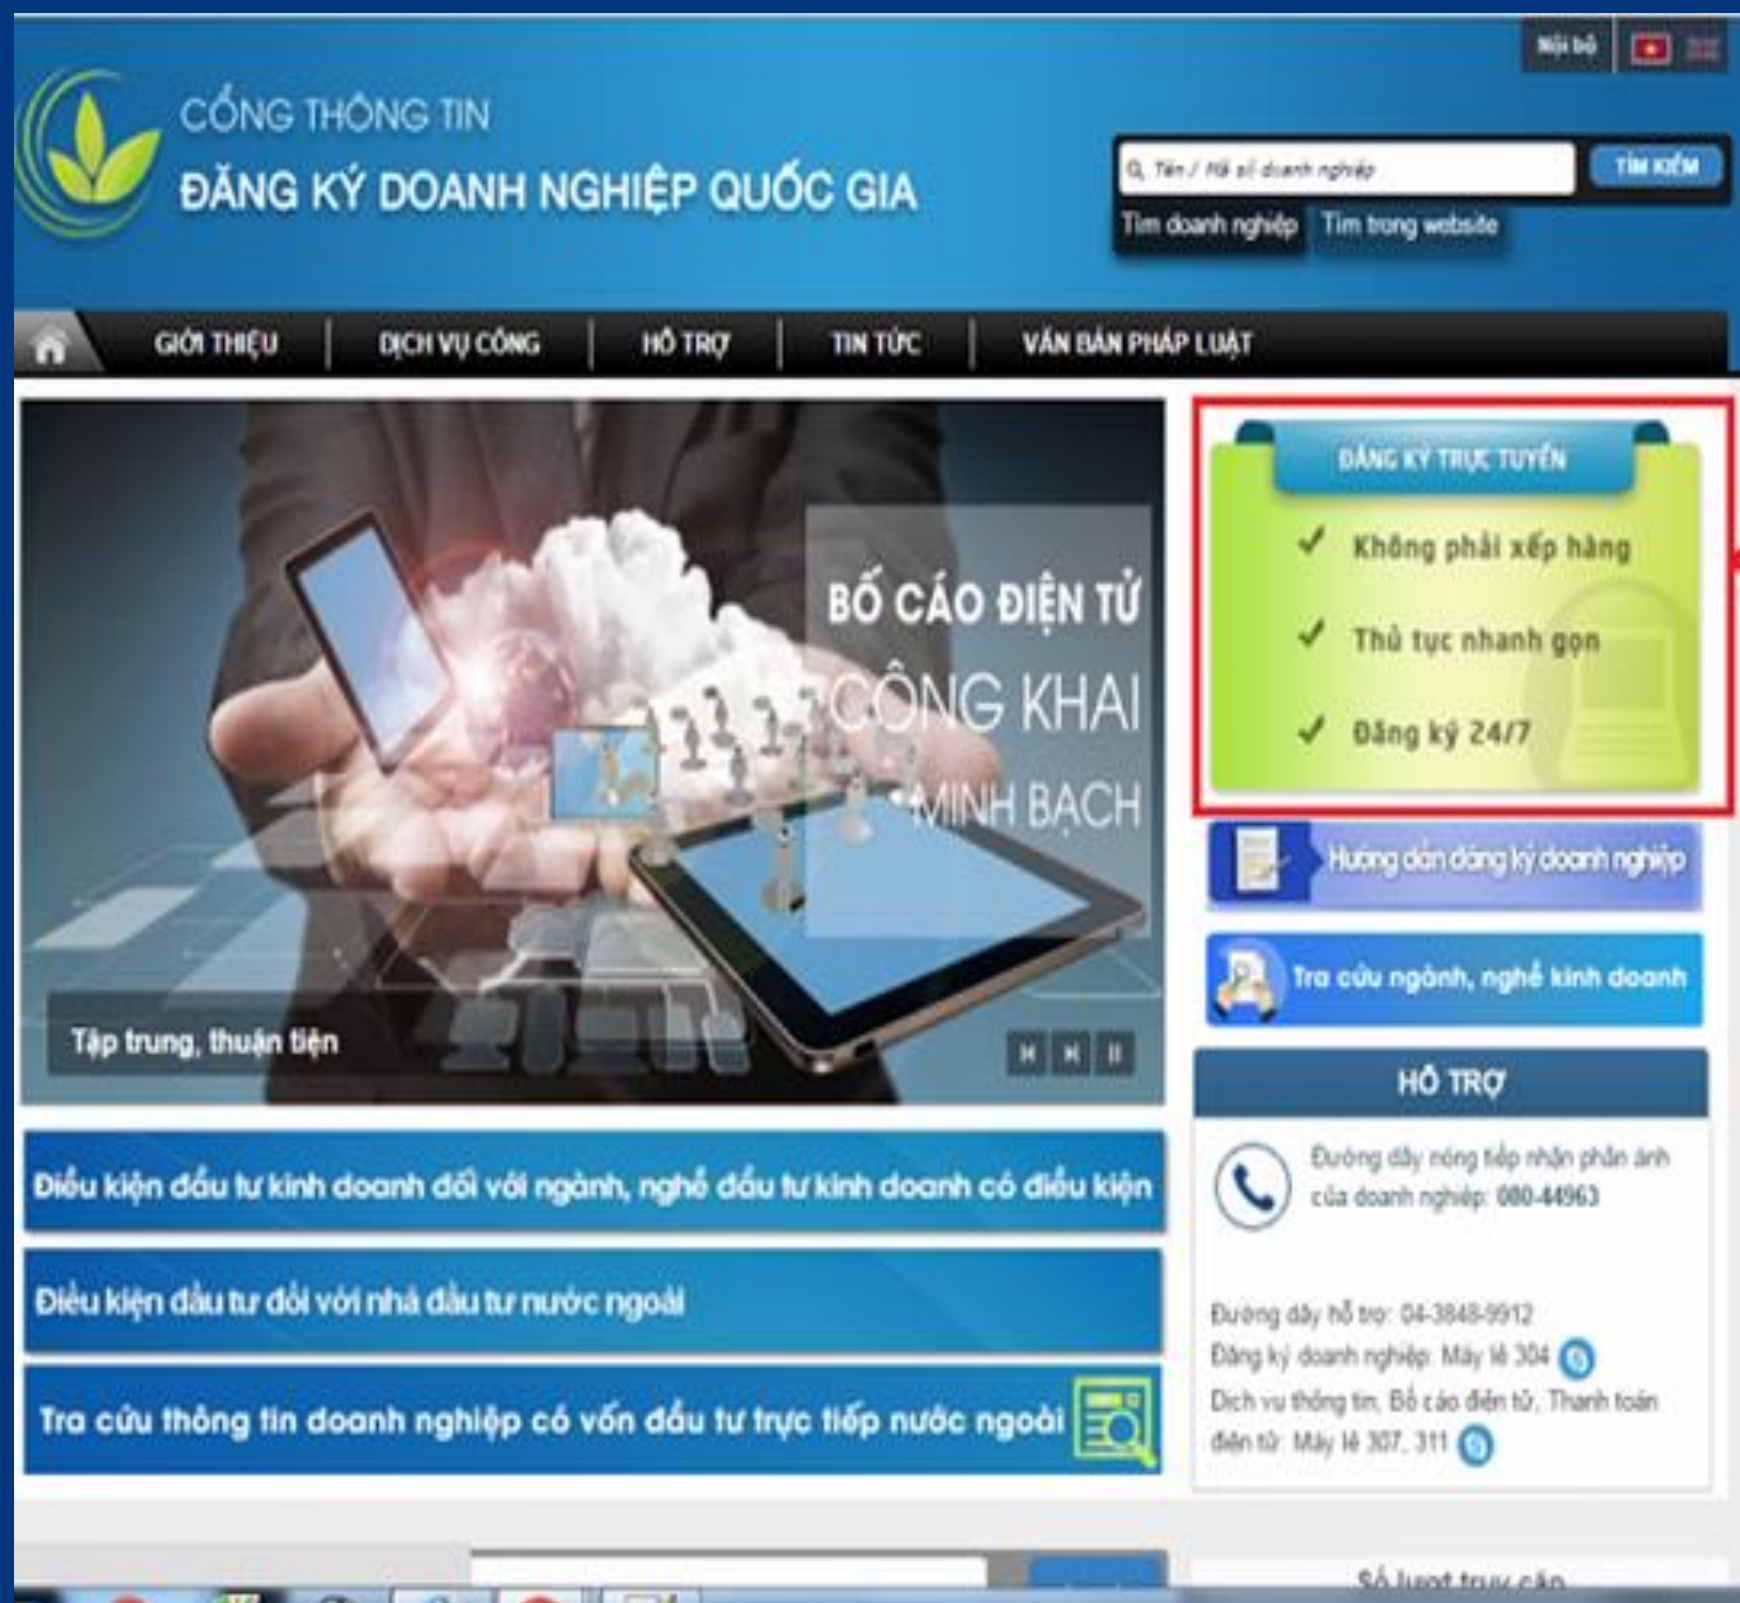 Nội bộ
CỔNG THÔNG TIN
ĐĂNG KÝ DOANH NGHIỆP QUỐC GIA
Tên / Mã số doanh nghiệp
TÌM KIẾM
Tìm doanh nghiệp Tìm trong website
GIỚI THIỆU DỊCH VỤ CÔNG HỖ TRỢ TIN TỨC VĂN BẢN PHÁP LUẬT
BỐ CÁO ĐIỆN TỬ
CÔNG KHAI
MINH BẠCH
Tập trung, thuận tiện
ĐĂNG KÝ TRỰC TUYẾN
Không phải xếp hàng
Thủ tục nhanh gọn
Đăng ký 24/7
Hướng dẫn đăng ký doanh nghiệp
Tra cứu ngành, nghề kinh doanh
HỖ TRỢ
Đường dây nóng tiếp nhận phản ánh
của doanh nghiệp: 080-44963
Đường dây hỗ trợ: 04-3848-9912
Đăng ký doanh nghiệp: Máy lẻ 304
Dịch vụ thông tin, Bố cáo điện tử, Thanh toán
điện tử: Máy lẻ 307, 311
Điều kiện đầu tư kinh doanh đối với ngành, nghề đầu tư kinh doanh có điều kiện
Điều kiện đầu tư đối với nhà đầu tư nước ngoài
Tra cứu thông tin doanh nghiệp có vốn đầu tư trực tiếp nước ngoài
Số lượt truy cập